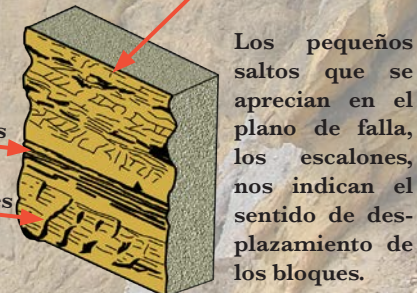 Los pequeños
saltos que se
aprecian en el
plano de falla,
los escalones,
nos indican el
sentido de des-
plazamiento de
los bloques.